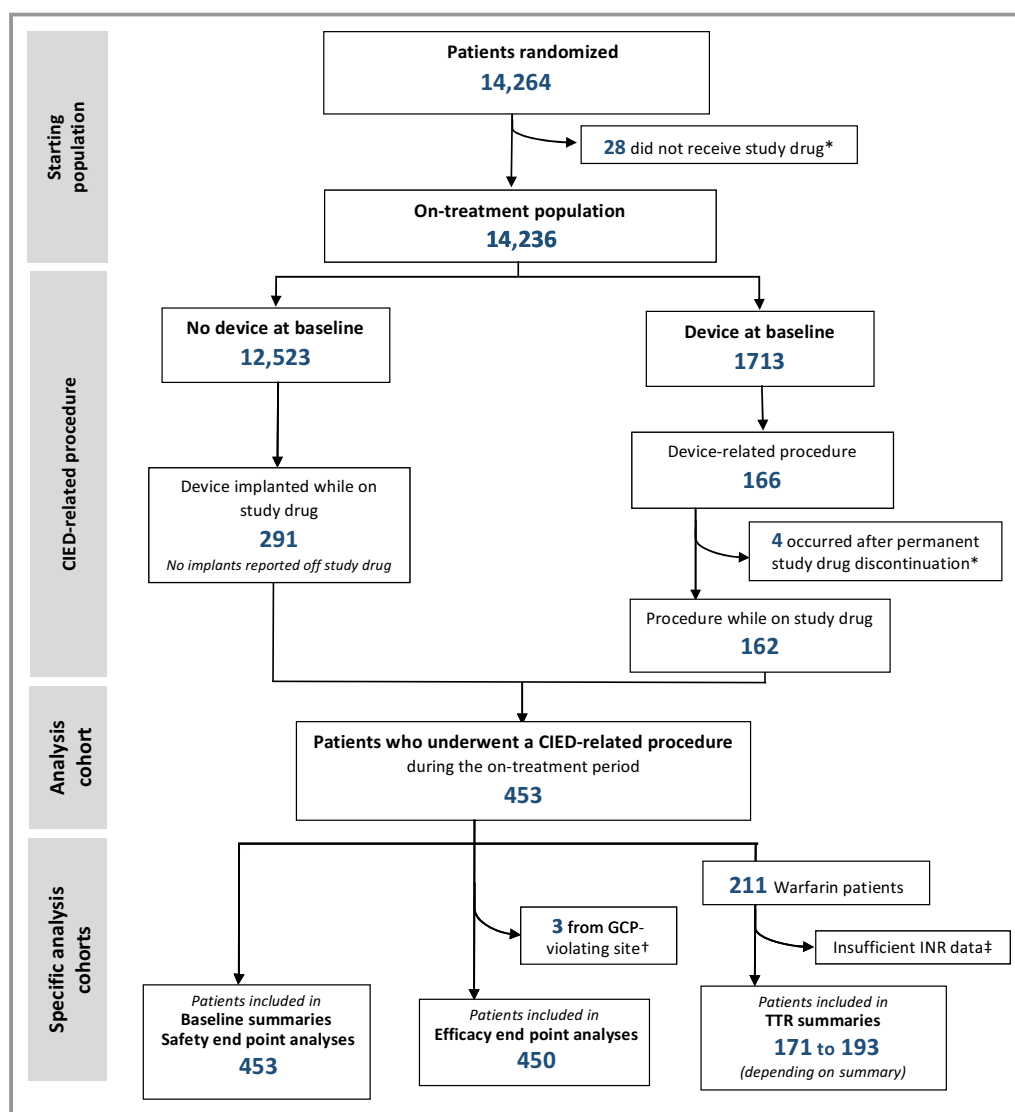 Starting
population
Patients randomized
14,264
28 did not receive study drug*
On-treatment population
14,236
CIED-related procedure
No device at baseline
12,523
Device at baseline
1713
Device-related procedure
166
Device implanted while on
study drug
291
No implants reported off study drug
4 occurred after permanent
study drug discontinuation*
Procedure while on study drug
162
Analysis
cohort
Patients who underwent a CIED-related procedure
during the on-treatment period
453
Specific analysis
cohorts
211 Warfarin patients
3 from GCP-
violating site†
Insufficient INR data‡
Patients included in
Baseline summaries
Safety end point analyses
453
Patients included in
Efficacy end point analyses
450
Patients included in
TTR summaries
171 to 193
(depending on summary)